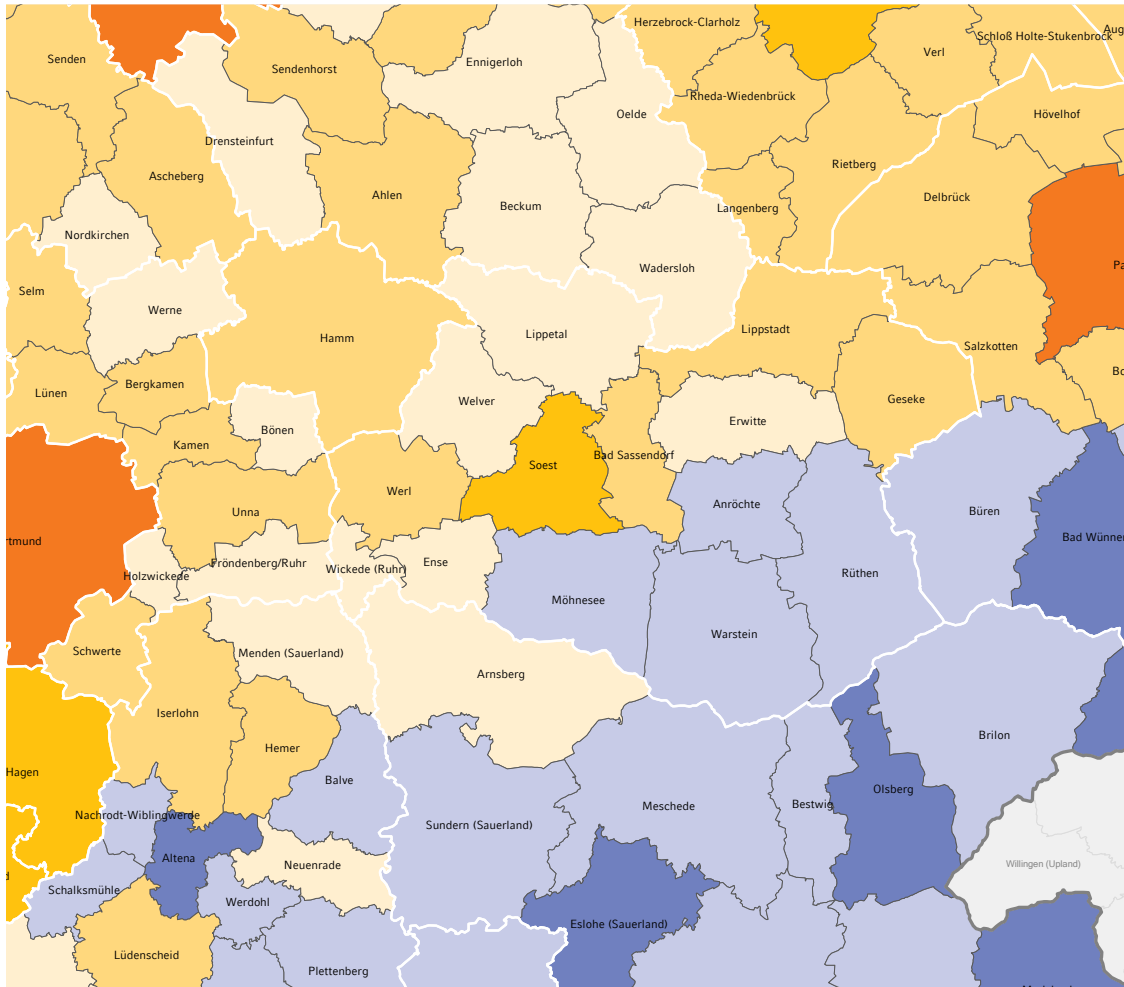 Herzebrock-Clarholz
Schloß Holte-Stukenbrock
Senden
Sendenhorst
Ennigerloh
Verl
Rheda-Wiedenbrück
Oelde
Hövelhof
Drensteinfurt
Ascheberg
Ahlen
Rietberg
Beckum
Langenberg
Delbrück
Nordkirchen
Wadersloh
Selm
Werne
Hamm
Lippetal
Lippstadt
Salzkotten
Bergkamen
Lünen
Welver
Geseke
Erwitte
Bönen
Kamen
Soest
Bad Sassendorf
Werl
Anröchte
Unna
Büren
rtmund
Bad Wünnen
Fröndenberg/Ruhr
Wickede (Ruhr)
Ense
Holzwickede
Rüthen
Möhnesee
Warstein
Schwerte
Menden (Sauerland)
Arnsberg
Iserlohn
Brilon
Hemer
Hagen
Balve
Olsberg
Meschede
Bestwig
Nachrodt-Wiblingwerde
Sundern (Sauerland)
Altena
Neuenrade
Willingen (Upland)
Schalksmühle
Werdohl
Eslohe (Sauerland)
Lüdenscheid
Plettenberg